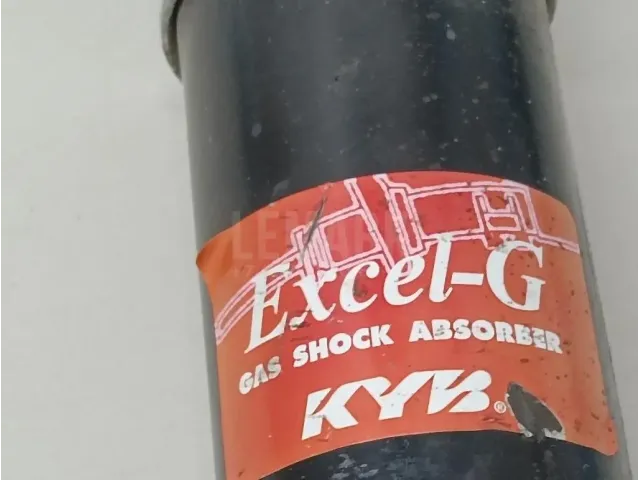 Excel-G
GAS SHOCK ABSORBER
KYB®